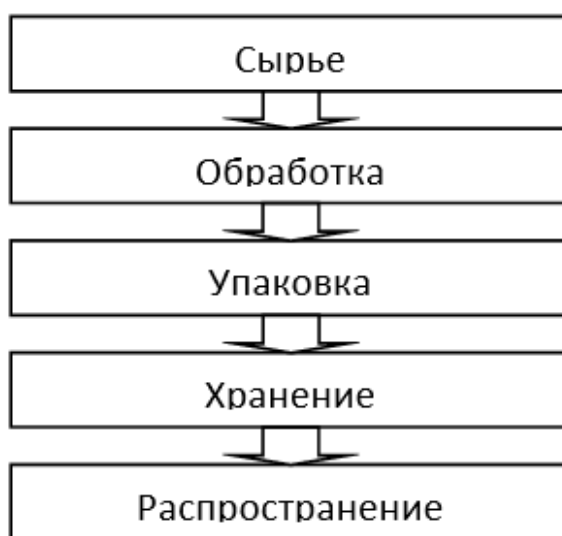 Сырье
Обработка
Упаковка
Хранение
Распространение